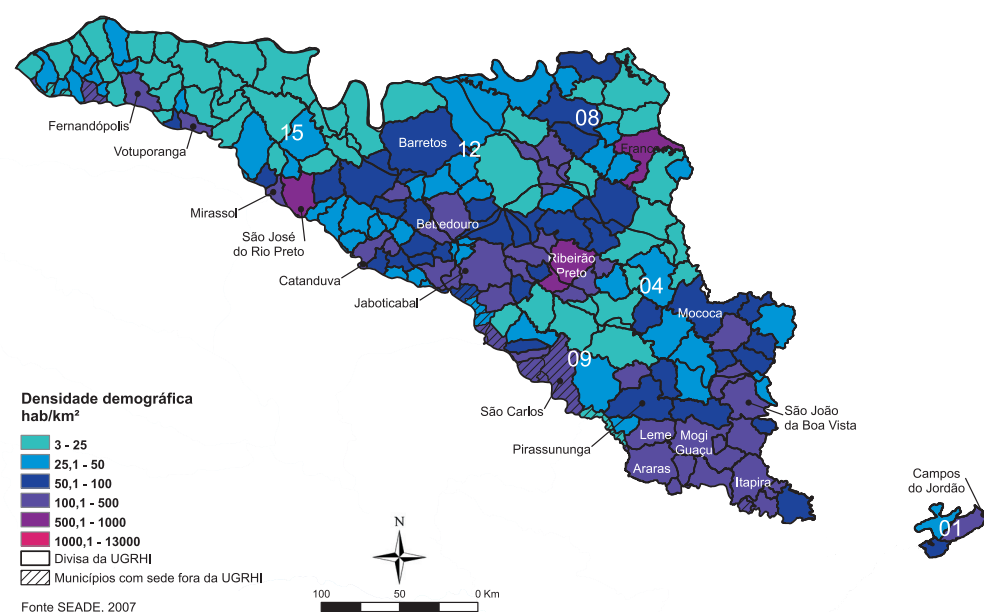 08
15
Barretos
12
Franca
Fernandópolis
Votuporanga
Mirassol
São José
do Rio Preto
Bebedouro
Catanduva
Ribeirão
Preto
Jaboticabal
04
Mococa
09
São Carlos
São João
da Boa Vista
Pirassununga
Leme
Mogi
Guaçu
Araras
Itapira
Campos
do Jordão
01
Densidade demográfica
hab/km²
3 - 25
25,1 - 50
50,1 - 100
100,1 - 500
500,1 - 1000
1000,1 - 13000
Divisa da UGRHI
Municípios com sede fora da UGRHI
Fonte SEADE, 2007
N
100 50 0 Km